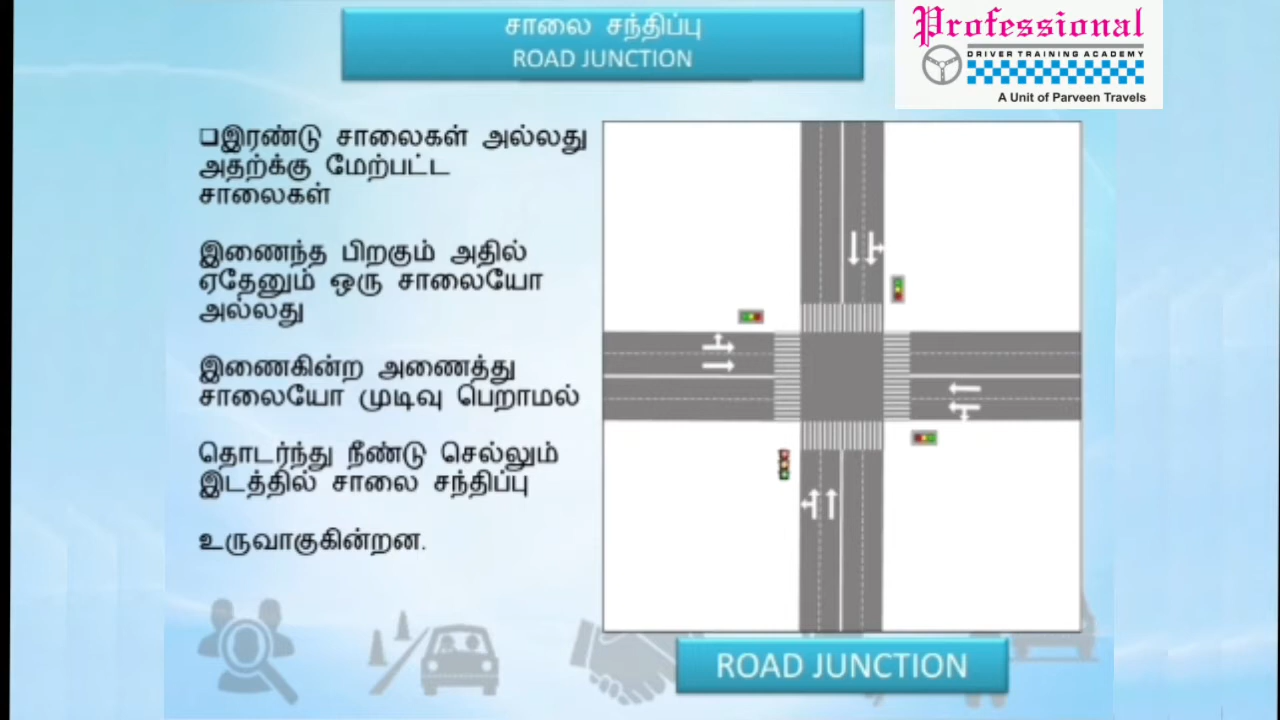 சாலை சந்திப்பு
ROAD JUNCTION
Professional
DRIVER TRAINING ACADEMY
A Unit of Parveen Travels
❑இரண்டு சாலைகள் அல்லது
அதற்க்கு மேற்பட்ட
சாலைகள்
இணைந்த பிறகும் அதில்
ஏதேனும் ஒரு சாலையோ
அல்லது
இணைகின்ற அணைத்து
சாலையோ முடிவு பெறாமல்
தொடர்ந்து நீண்டு செல்லும்
இடத்தில் சாலை சந்திப்பு
உருவாகுகின்றன.
ROAD JUNCTION